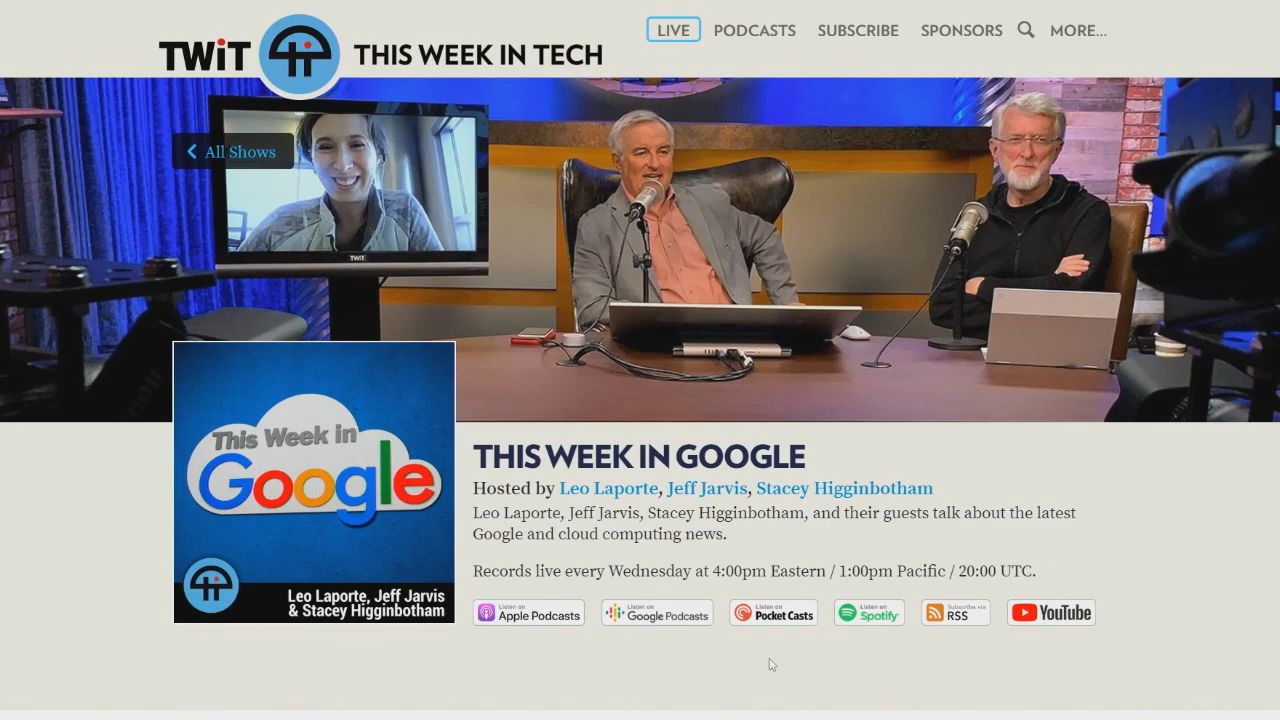 TWiT
THIS WEEK IN TECH
LIVE
PODCASTS
SUBSCRIBE
SPONSORS
MORE...
All Shows
TWiT
This Week in
Google
Leo Laporte, Jeff Jarvis
& Stacey Higginbotham
THIS WEEK IN GOOGLE
Hosted by Leo Laporte, Jeff Jarvis, Stacey Higginbotham
Leo Laporte, Jeff Jarvis, Stacey Higginbotham, and their guests talk about the latest
Google and cloud computing news.
Records live every Wednesday at 4:00pm Eastern / 1:00pm Pacific / 20:00 UTC.
Listen on
Apple Podcasts
Listen on
Google Podcasts
Listen on
Pocket Casts
Listen on
Spotify
Subscribe via
RSS
YouTube